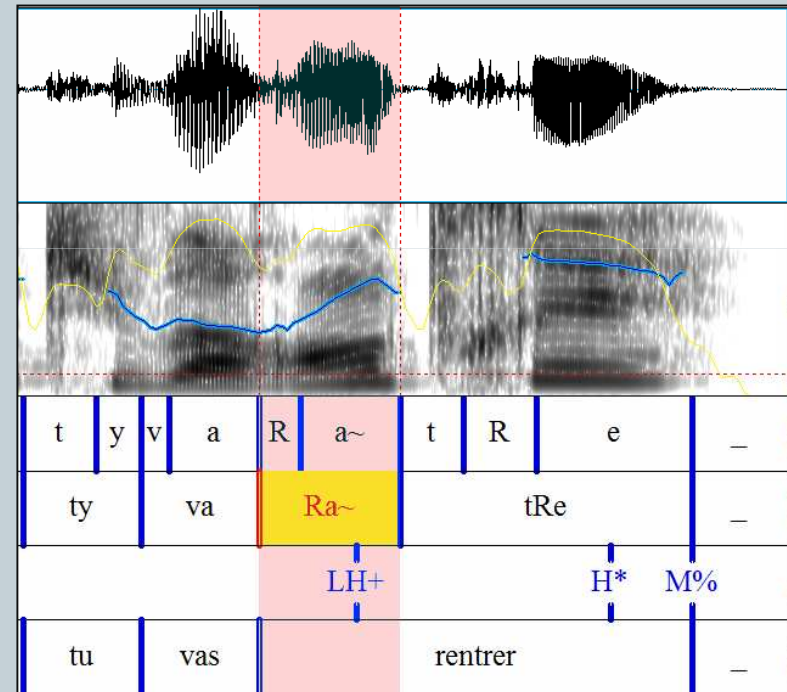 t y v a R a~ t R e _
ty va Ra~ tRe _
LH+ H* M%
tu vas rentrer _